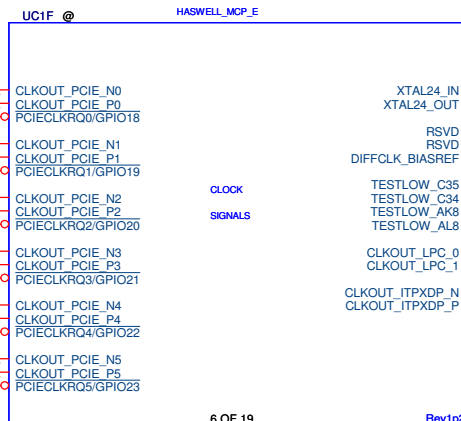 UC1F @
HASWELL_MCP_E
CLKOUT_PCIE_N0
CLKOUT_PCIE_P0
PCIECLKRQ0/GPIO18
CLKOUT_PCIE_N1
CLKOUT_PCIE_P1
PCIECLKRQ1/GPIO19
CLKOUT_PCIE_N2
CLKOUT_PCIE_P2
PCIECLKRQ2/GPIO20
CLKOUT_PCIE_N3
CLKOUT_PCIE_P3
PCIECLKRQ3/GPIO21
CLKOUT_PCIE_N4
CLKOUT_PCIE_P4
PCIECLKRQ4/GPIO22
CLKOUT_PCIE_N5
CLKOUT_PCIE_P5
PCIECLKRQ5/GPIO23
CLOCK
SIGNALS
XTAL24_IN
XTAL24_OUT
RSVD
RSVD
DIFFCLK_BIASREF
TESTLOW_C35
TESTLOW_C34
TESTLOW_AK8
TESTLOW_AL8
CLKOUT_LPC_0
CLKOUT_LPC_1
CLKOUT_ITPXDP_N
CLKOUT_ITPXDP_P
6 OF 19
Rev1p2